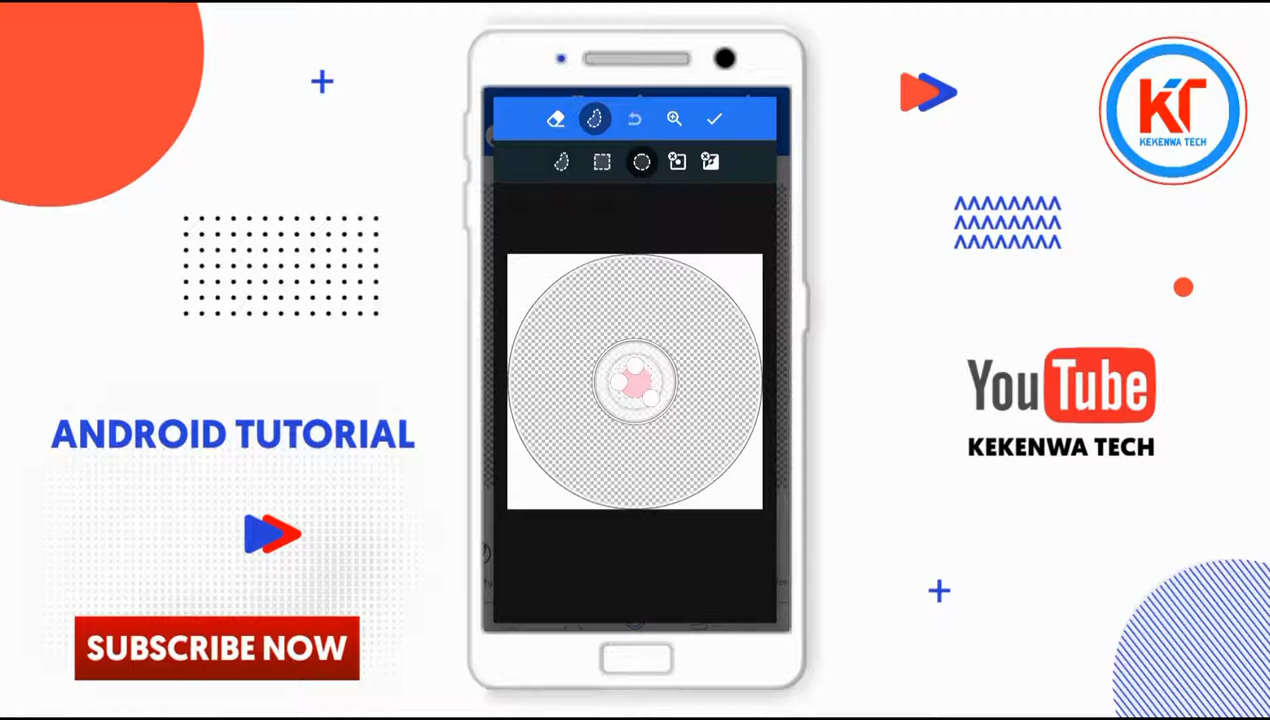 KT
KEKENWA TECH
ANDROID TUTORIAL
SUBSCRIBE NOW
YouTube
KEKENWA TECH